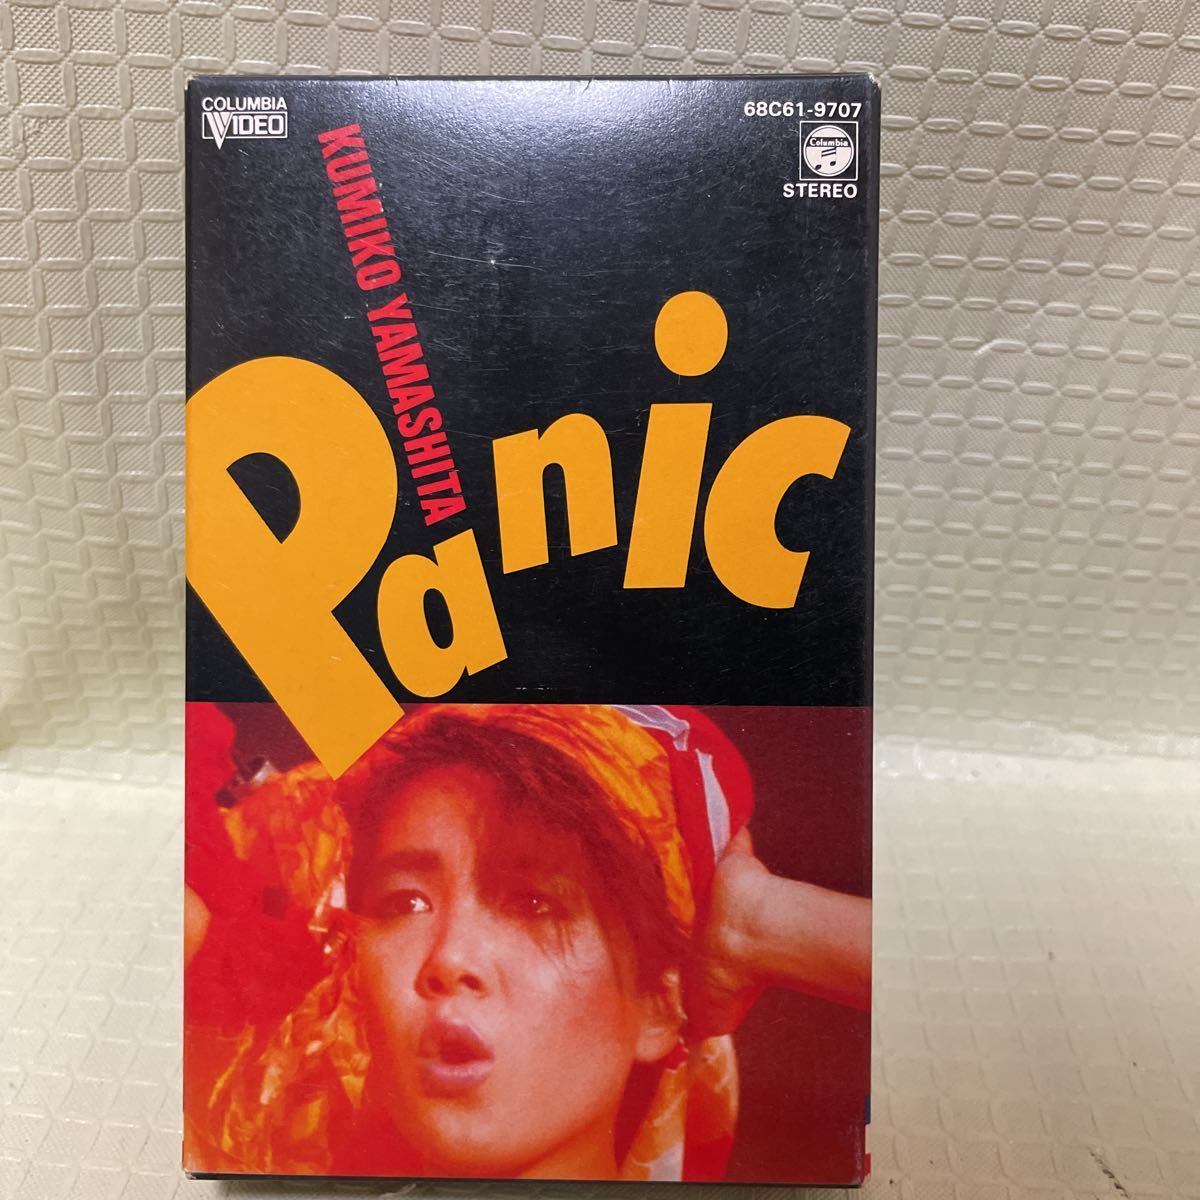 COLUMBIA
VIDEO
68C61-9707
Columbia
STEREO
KUMIKO YAMASHITA
Panic